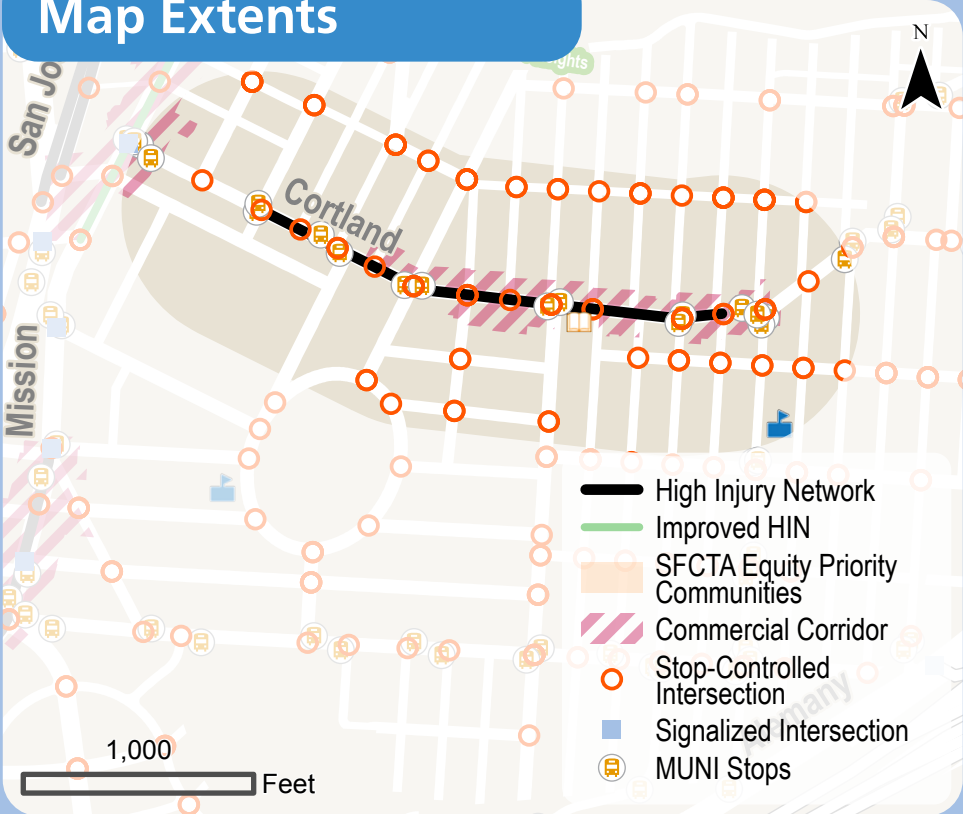 Map Extents
N
ghts
San Jo
Cortland
Mission
High Injury Network
Improved HIN
SFCTA Equity Priority
Communities
Commercial Corridor
Stop-Controlled
Intersection
Alemany
Signalized Intersection
MUNI Stops
1,000
Feet